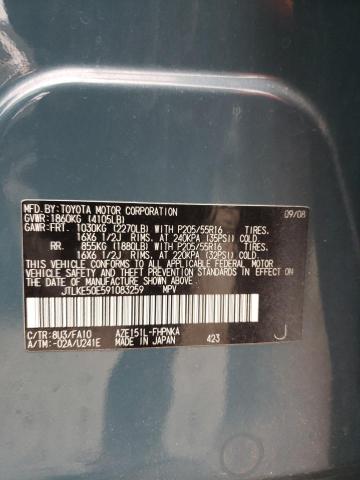 MFD.BY:TOYOTA MOTOR CORPORATION 09/08
GVWR:1860KG (4105LB)
GAWR:FRT. 1030KG (2270LB) WITH P205/55R16 TIRES.
16X6 1/2J RIMS. AT 240KPA (35PSI) COLD.
RR. 855KG (1880LB) WITH P205/55R16 TIRES.
16X6 1/2J RIMS. AT 220KPA (32PSI) COLD.
THIS VEHICLE CONFORMS TO ALL APPLICABLE FEDERAL
MOTOR VEHICLE SAFETY STANDARDS IN EFFECT ON THE
DATE OF MANUFACTURE SHOWN ABOVE.
JTLKE50E591083259 MPV
C/TR:8U3/FA10 AZE151L-FHPNKA
A/TM:-02A/U241E MADE IN JAPAN 423 J